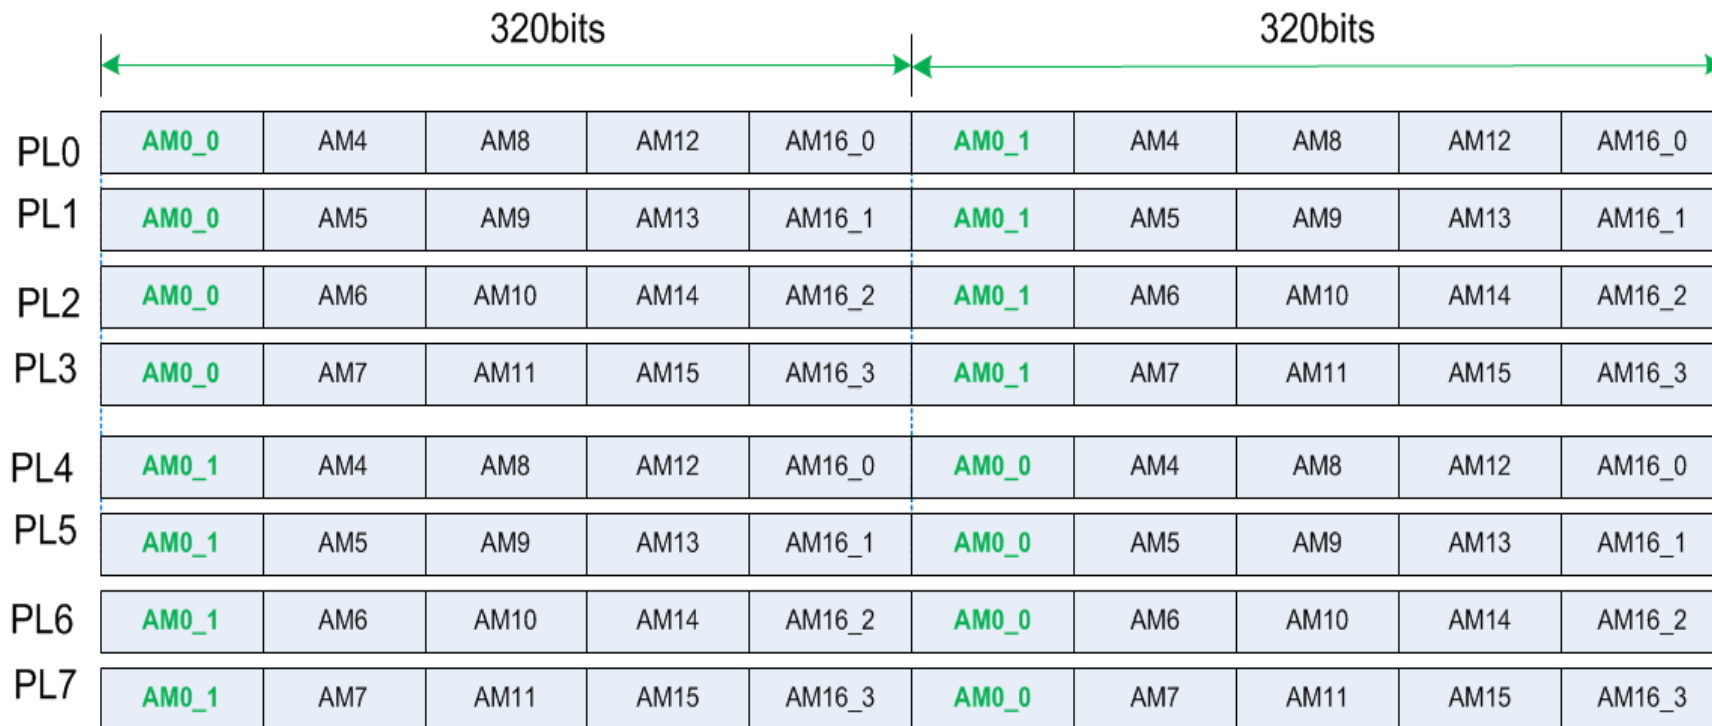 320bits 320bits
PL0 AM0_0 AM4 AM8 AM12 AM16_0 AM0_1 AM4 AM8 AM12 AM16_0
PL1 AM0_0 AM5 AM9 AM13 AM16_1 AM0_1 AM5 AM9 AM13 AM16_1
PL2 AM0_0 AM6 AM10 AM14 AM16_2 AM0_1 AM6 AM10 AM14 AM16_2
PL3 AM0_0 AM7 AM11 AM15 AM16_3 AM0_1 AM7 AM11 AM15 AM16_3
PL4 AM0_1 AM4 AM8 AM12 AM16_0 AM0_0 AM4 AM8 AM12 AM16_0
PL5 AM0_1 AM5 AM9 AM13 AM16_1 AM0_0 AM5 AM9 AM13 AM16_1
PL6 AM0_1 AM6 AM10 AM14 AM16_2 AM0_0 AM6 AM10 AM14 AM16_2
PL7 AM0_1 AM7 AM11 AM15 AM16_3 AM0_0 AM7 AM11 AM15 AM16_3